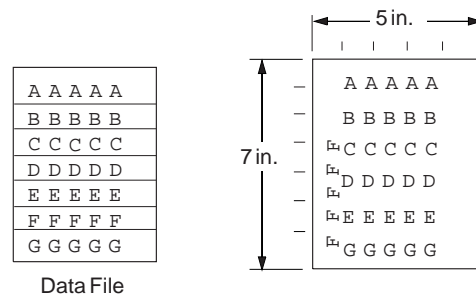 A A A A A
B B B B B
C C C C C
D D D D D
E E E E E
F F F F F
G G G G G
Data File
5 in.
7 in.
A A A A A
B B B B B
F C C C C C
F D D D D D
F E E E E E
F G G G G G
F